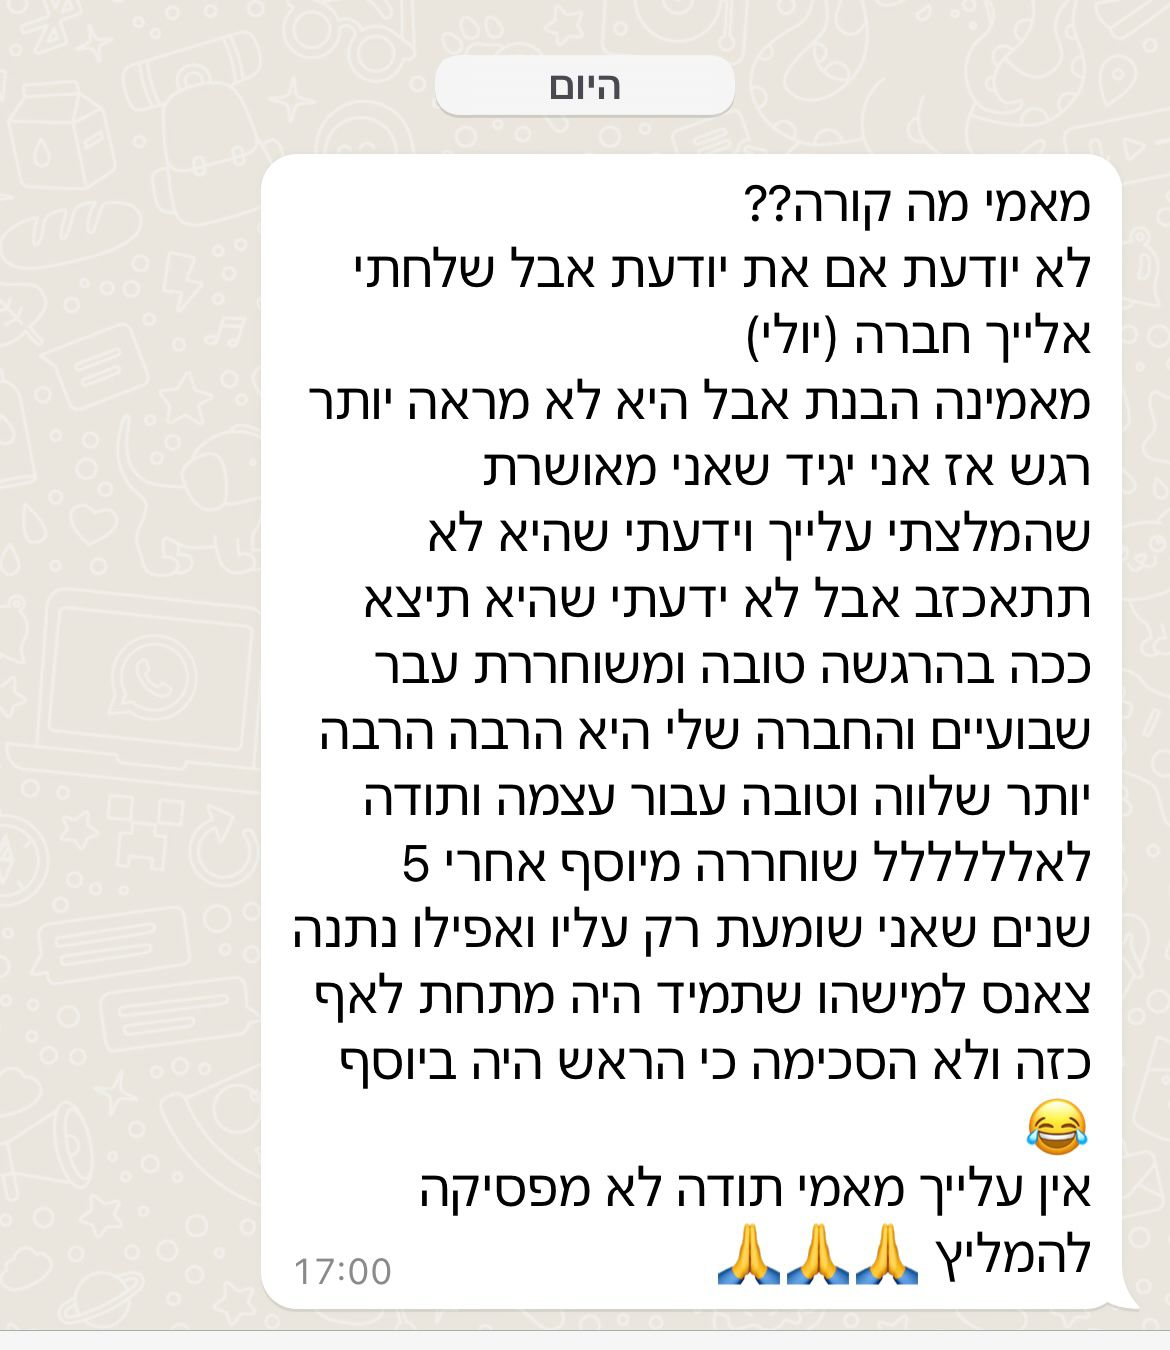 היום
מאמי מה קורה??
לא יודעת אם את יודעת אבל שלחתי
אלייך חברה (יולי)
מאמינה הבנת אבל היא לא מראה יותר
רגש אז אני יגיד שאני מאושרת
שהמלצתי עלייך וידעתי שהיא לא
תתאכזב אבל לא ידעתי שהיא תיצא
ככה בהרגשה טובה ומשוחררת עבר
שבועיים והחברה שלי היא הרבה הרבה
יותר שלווה וטובה עבור עצמה ותודה
לאלללללל שוחררה מיוסף אחרי 5
שנים שאני שומעת רק עליו ואפילו נתנה
צאנס למישהו שתמיד היה מתחת לאף
כזה ולא הסכימה כי הראש היה ביוסף
😂
אין עלייך מאמי תודה לא מפסיקה
להמליץ 🙏🙏🙏
17:00